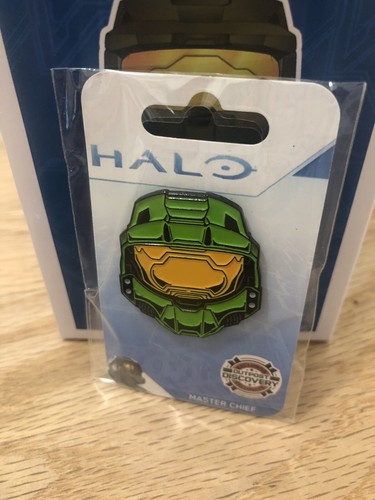 HALO
OUTPOST
DISCOVERY
MASTER CHIEF